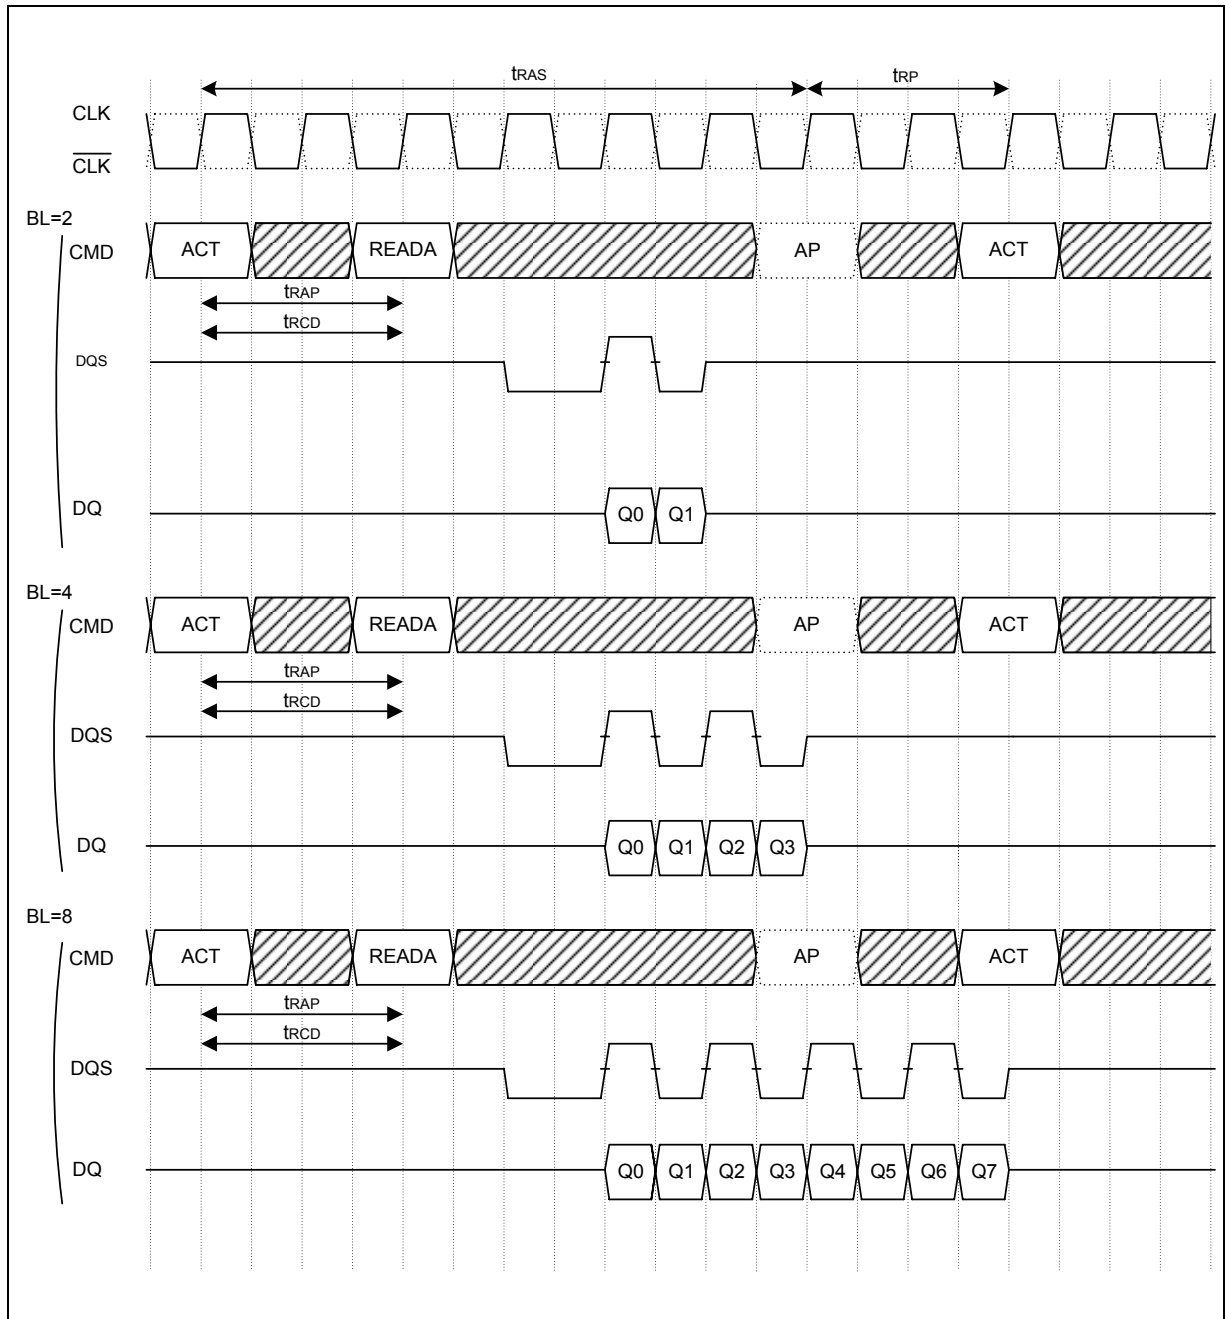 tRAS tRP
CLK
CLK
BL=2
CMD ACT READA AP ACT
tRAP
tRCD
DQS
DQ Q0 Q1
BL=4
CMD ACT READA AP ACT
tRAP
tRCD
DQS
DQ Q0 Q1 Q2 Q3
BL=8
CMD ACT READA AP ACT
tRAP
tRCD
DQS
DQ Q0 Q1 Q2 Q3 Q4 Q5 Q6 Q7